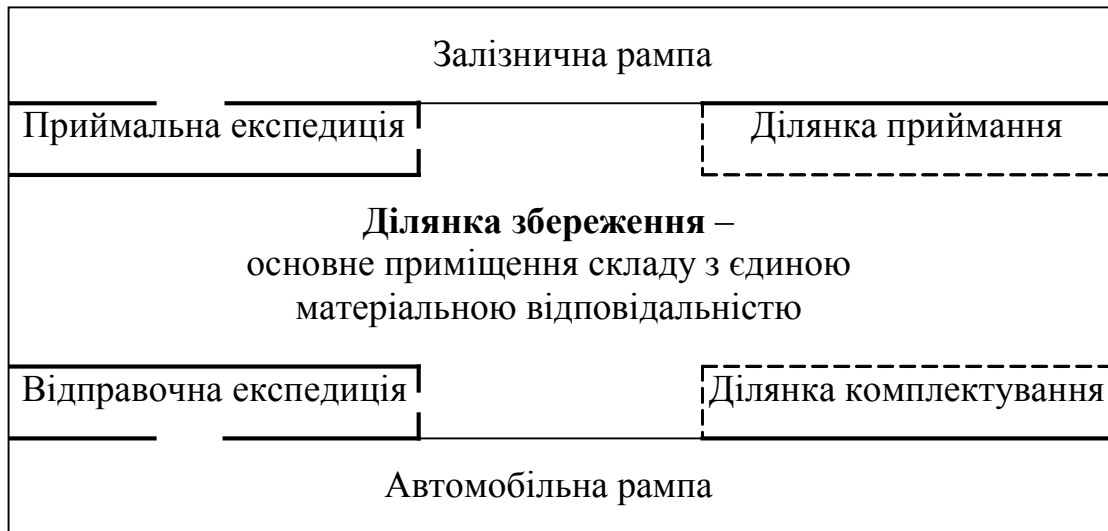 Залізнична рампа
Приймальна експедиція
Ділянка приймання
Ділянка збереження –
основне приміщення складу з єдиною
матеріальною відповідальністю
Відправочна експедиція
Ділянка комплектування
Автомобільна рампа